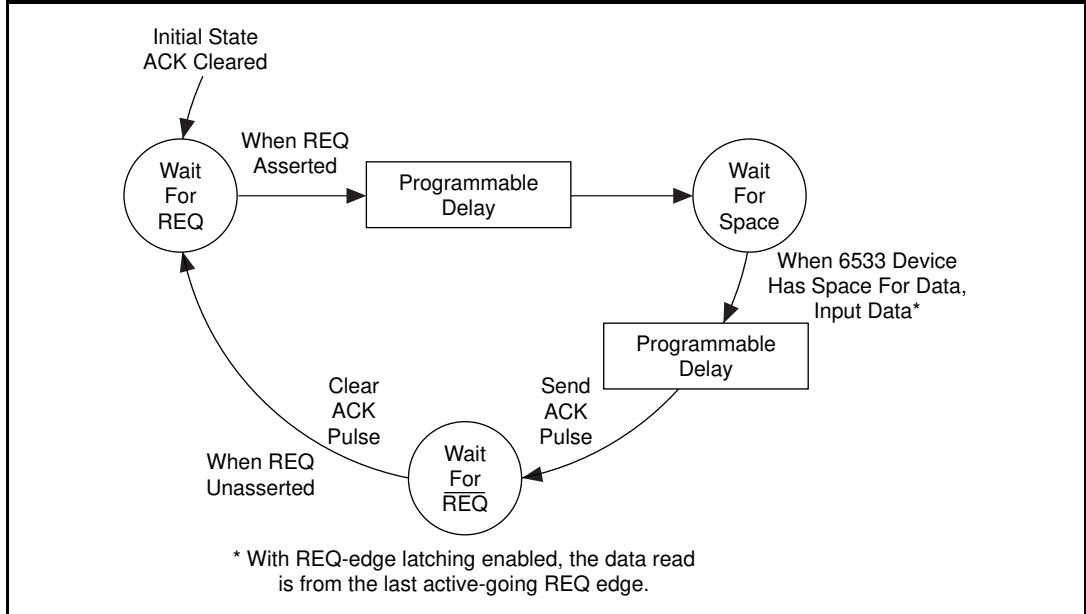 Initial State
ACK Cleared
When REQ
Asserted
Wait
For
REQ
Programmable
Delay
Wait
For
Space
When 6533 Device
Has Space For Data,
Input Data*
Programmable
Delay
Send
ACK
Pulse
Clear
ACK
Pulse
Wait
For
R̅E̅Q̅
When REQ
Unasserted
* With REQ-edge latching enabled, the data read
is from the last active-going REQ edge.